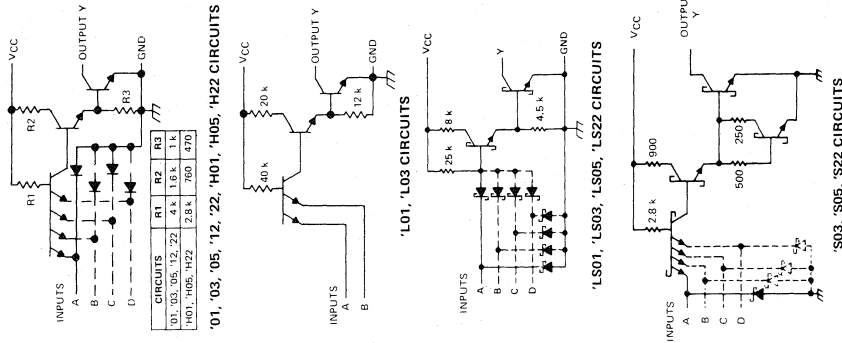 VCC
R1
R2
OUTPUT Y
INPUTS
A
B
C
D
R3
GND
CIRCUITS R1 R2 R3
'01, '03, '05, '12, '22 4 k 1.6 k 1 k
'H01, 'H05, 'H22 2.8 k 760 470
'01, '03, '05, '12, '22, 'H01, 'H05, 'H22 CIRCUITS
VCC
40 k
20 k
OUTPUT Y
INPUTS
A
B
12 k
GND
'L01, 'L03 CIRCUITS
VCC
25 k
8 k
INPUTS
A
B
C
D
Y
4.5 k
GND
'LS01, 'LS03, 'LS05, 'LS22 CIRCUITS
VCC
2.8 k
900
OUTPUT
Y
INPUTS
A
B
C
D
500
250
'S03, 'S05, 'S22 CIRCUITS